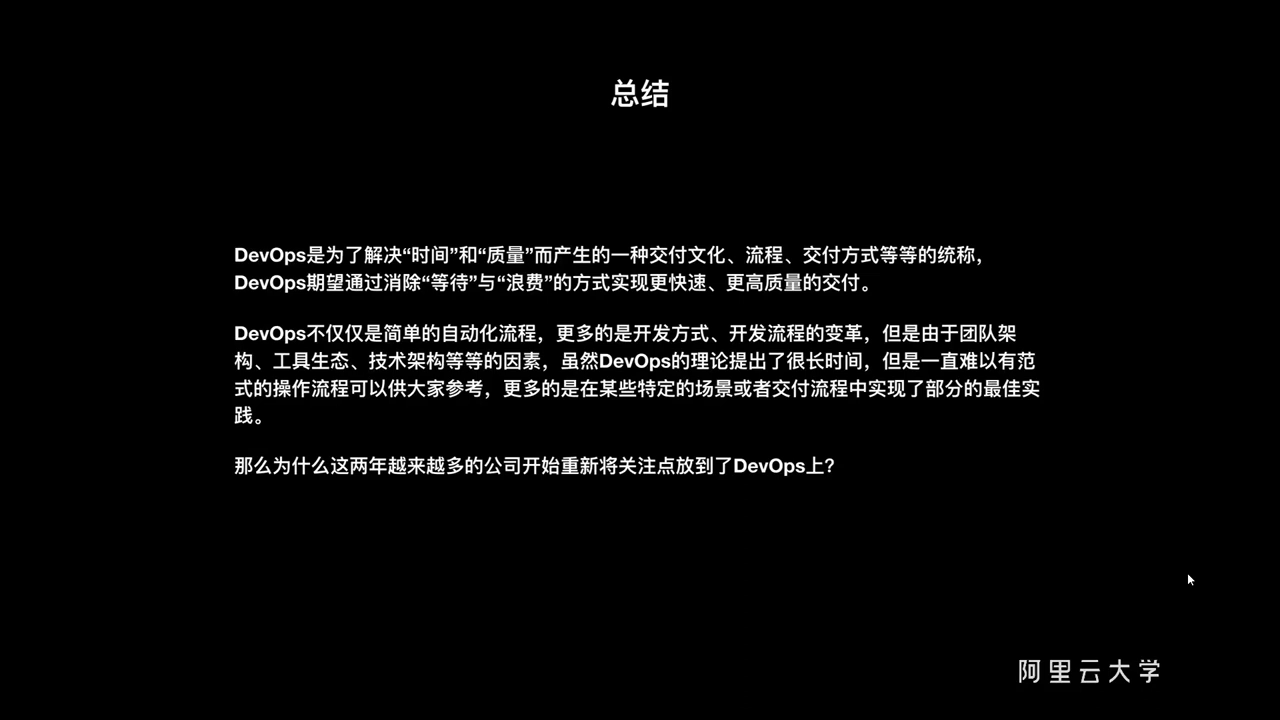 总结
DevOps是为了解决“时间”和“质量”而产生的一种交付文化、流程、交付方式等等的统称，
DevOps期望通过消除“等待”与“浪费”的方式实现更快速、更高质量的交付。
DevOps不仅仅是简单的自动化流程，更多的是开发方式、开发流程的变革，但是由于团队架
构、工具生态、技术架构等等的因素，虽然DevOps的理论提出了很长时间，但是一直难以有范
式的操作流程可以供大家参考，更多的是在某些特定的场景或者交付流程中实现了部分的最佳实
践。
那么为什么这两年越来越多的公司开始重新将关注点放到了DevOps上？
阿里云大学